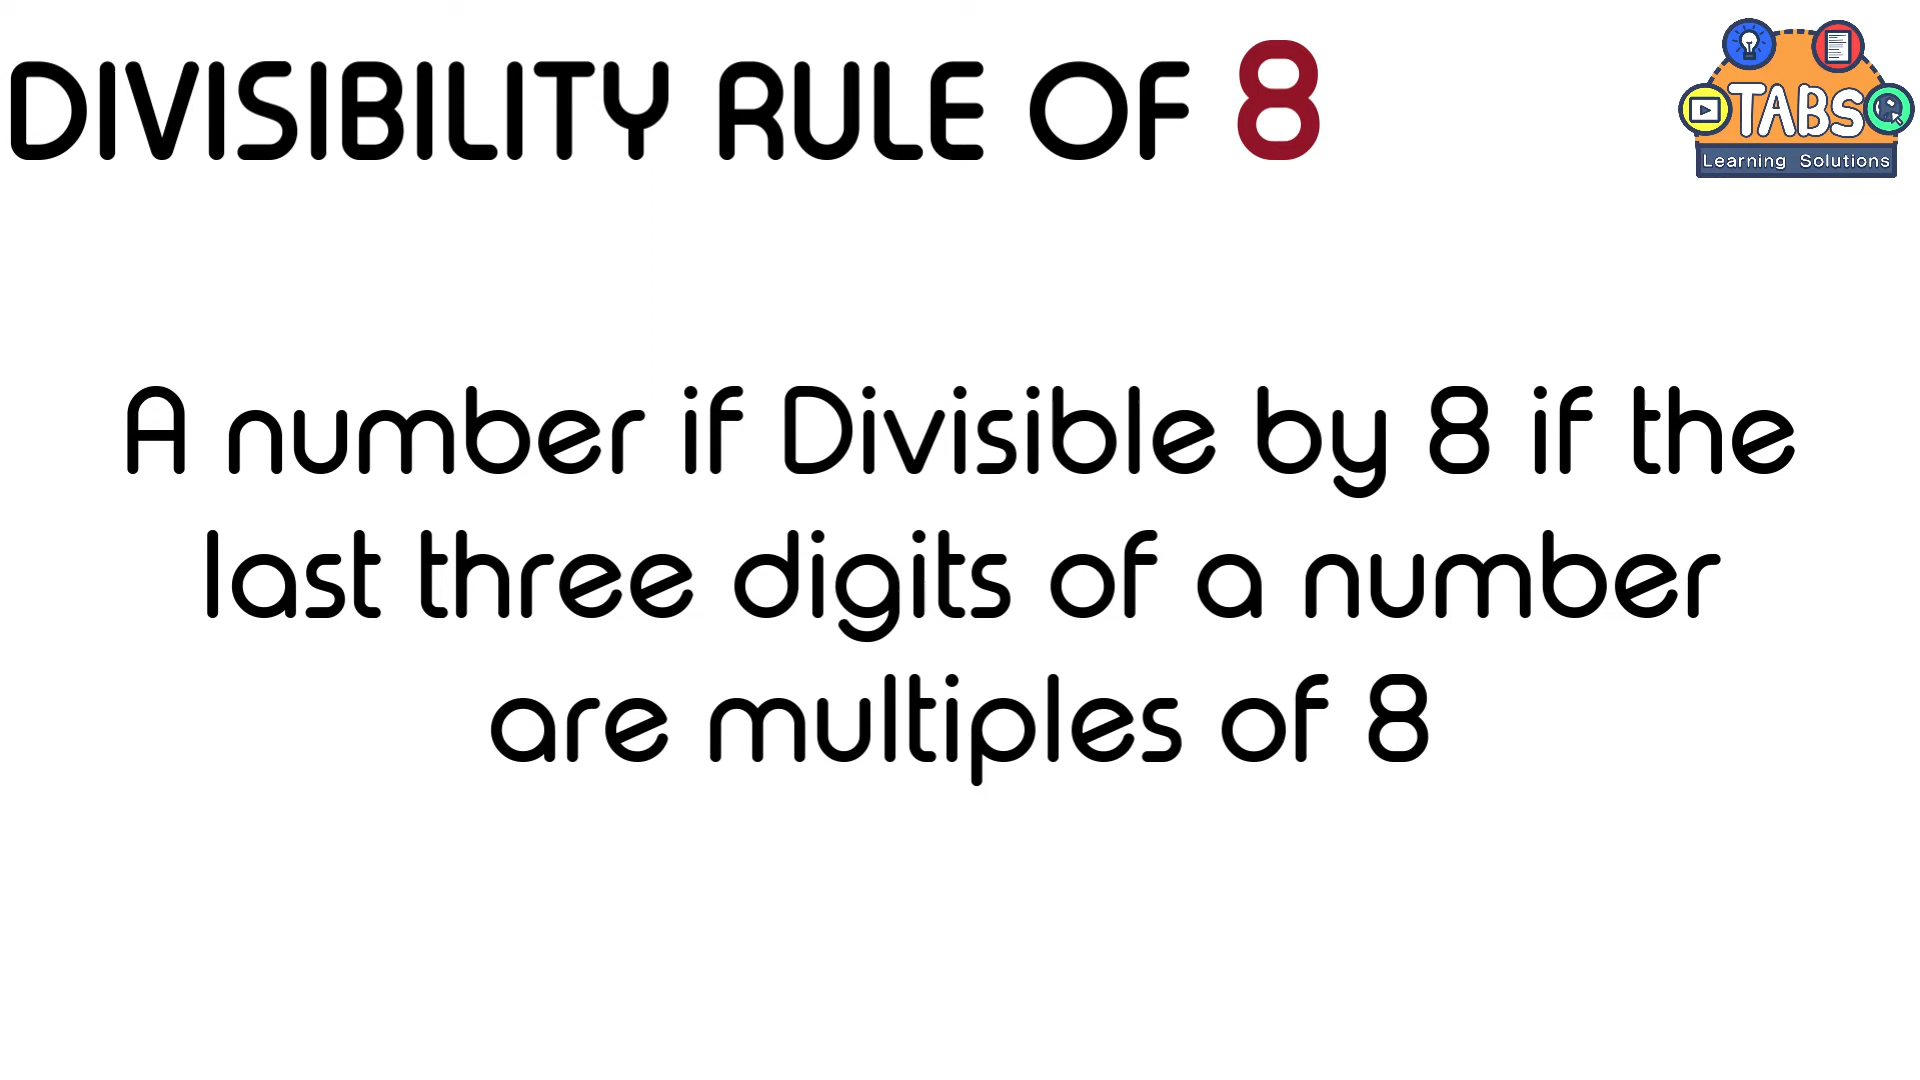 DIVISIBILITY RULE OF 8
TABS
Learning Solutions
A number if Divisible by 8 if the
last three digits of a number
are multiples of 8